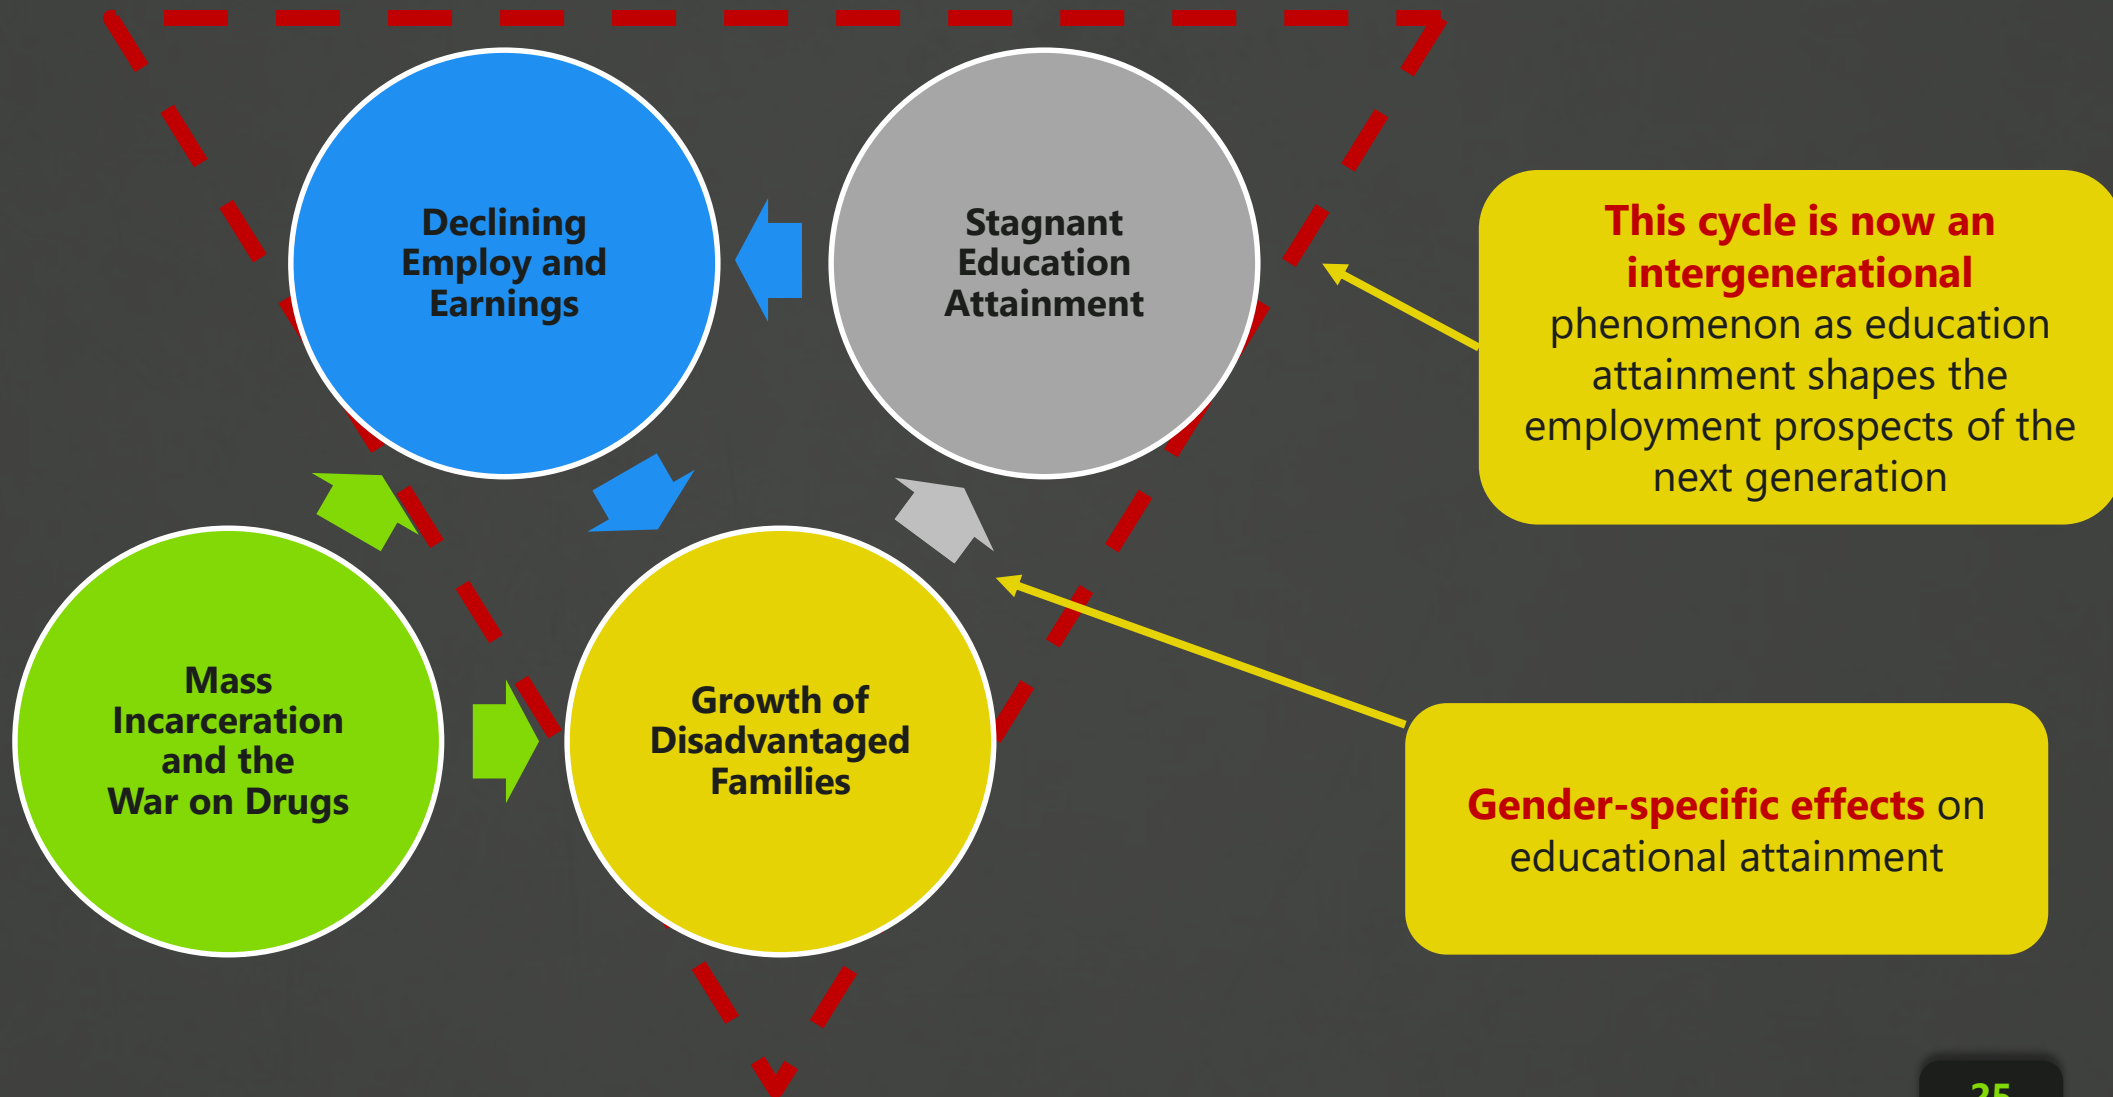 Declining
Employ and
Earnings
Stagnant
Education
Attainment
This cycle is now an
intergenerational
phenomenon as education
attainment shapes the
employment prospects of the
next generation
Mass
Incarceration
and the
War on Drugs
Growth of
Disadvantaged
Families
Gender-specific effects on
educational attainment
25